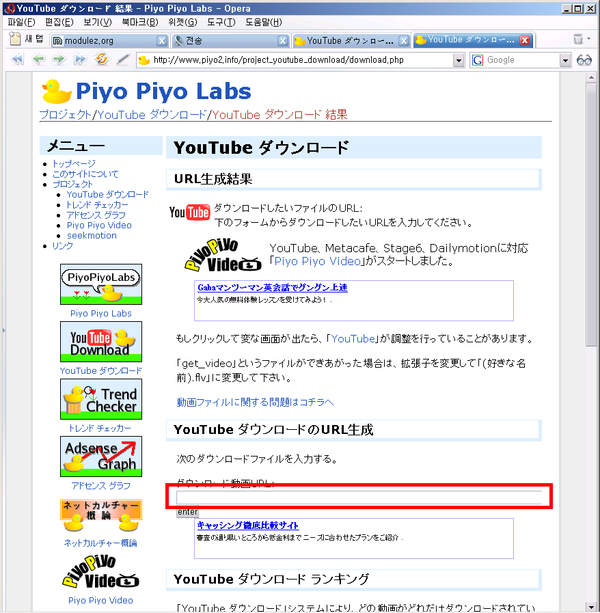 YouTube ダウンロード 結果 - Piyo Piyo Labs - Opera
파일(F) 편집(E) 보기(V) 북마크(B) 위젯(G) 도구(T) 도움말(H)
새 탭 modulez,org 전송 YouTube ダウンロー... YouTube ダウンロー...
http://www.piyo2.info/project_youtube_download/download.php Google
Piyo Piyo Labs
プロジェクト/YouTube ダウンロード/YouTube ダウンロード 結果
メニュー
トップページ
このサイトについて
プロジェクト
YouTube ダウンロード
トレンド チェッカー
アドセンス グラフ
Piyo Piyo Video
seekmotion
リンク
PiyoPiyoLabs
Piyo Piyo Labs
YouTube
Download
YouTube ダウンロード
Trend
Checker
トレンド チェッカー
Adsense
Graph
アドセンス グラフ
ネットカルチャー
概論
ネットカルチャー概論
PiyoPiyo
Video
Piyo Piyo Video
YouTube ダウンロード
URL生成結果
YouTube
ダウンロードしたいファイルのURL:
下のフォームからダウンロードしたいURLを入力してください。
PiyoPiyo
Video
YouTube、Metacafe、Stage6、Dailymotionに対応
「Piyo Piyo Video」がスタートしました。
Gabaマンツーマン英会話でグングン上達
今大人気の無料体験レッスンを受けてみよう！.
もしクリックして変な画面が出たら、「YouTube」が調整を行っていることがあります。
「get_video」というファイルができあがった場合は、拡張子を変更して「(好きな名
前).flv」に変更して下さい。
動画ファイルに関する問題はコチラへ
YouTube ダウンロードのURL生成
次のダウンロードファイルを入力する。
ダウンロード動画URL:
enter
キャッシング徹底比較サイト
審査の通り易いところから低金利までニーズに合わせたプランをご紹介．
YouTube ダウンロード ランキング
「YouTube ダウンロード」システムにより、どの動画がどれだけダウンロードされてい